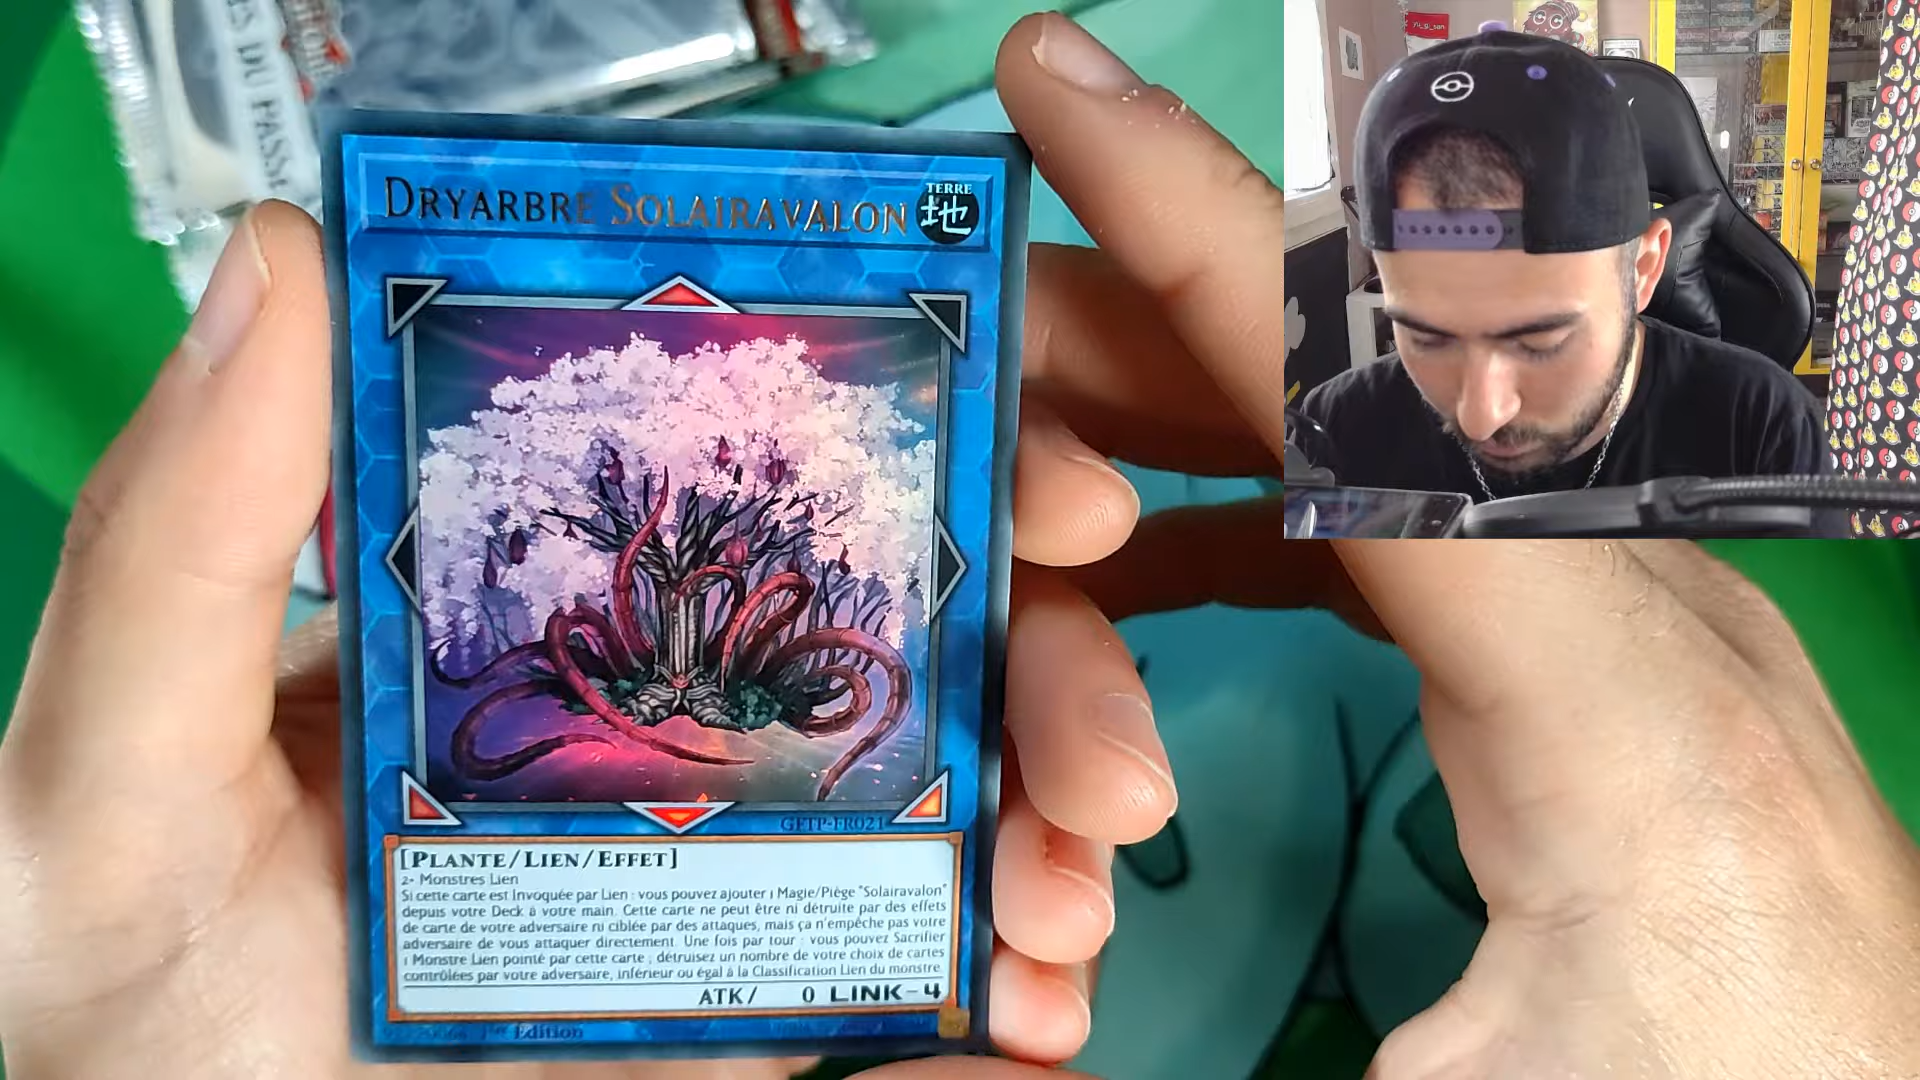 S DU PASSÉ
DRYARBRE SOLAIRAVALON
TERRE
地
GFTP-FR021
[PLANTE/LIEN/EFFET]
2+ Monstres Lien
Si cette carte est Invoquée par Lien : vous pouvez ajouter 1 Magie/Piège "Solairavalon"
depuis votre Deck à votre main. Cette carte ne peut être ni détruite par des effets
de carte de votre adversaire ni ciblée par des attaques, mais ça n'empêche pas votre
adversaire de vous attaquer directement. Une fois par tour : vous pouvez Sacrifier
1 Monstre Lien pointé par cette carte ; détruisez un nombre de votre choix de cartes
contrôlées par votre adversaire, inférieur ou égal à la Classification Lien du monstre.
ATK/ 0 LINK-4
1ère Edition